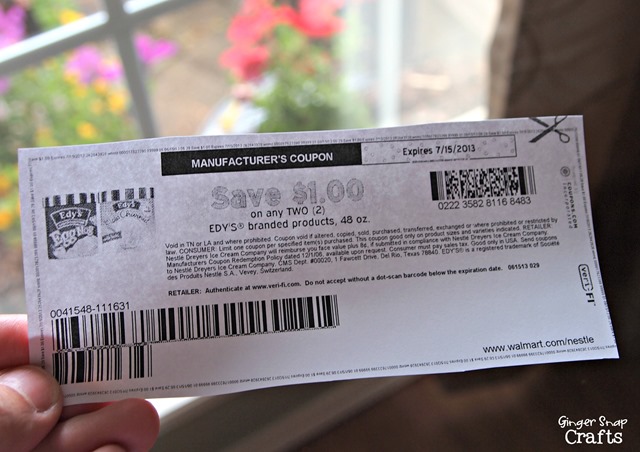 MANUFACTURER'S COUPON
Expires 7/15/2013
Save $1.00
on any TWO (2)
EDY'S® branded products, 48 oz.
0222 3582 8116 8483
Void in TN or LA and where prohibited. Coupon void if altered, copied, sold, purchased, transferred, exchanged or where prohibited or restricted by
law. CONSUMER: Limit one coupon per specified item(s) purchased. This coupon good only on product sizes and varieties indicated. RETAILER:
Nestlé Dreyers Ice Cream Company will reimburse you face value plus 8¢, if submitted in compliance with Nestlé Dreyers Ice Cream Company
Manufacturers Coupon Redemption Policy dated 12/1/06, available upon request. Consumer must pay sales tax. Good only in USA. Send coupons
to Nestlé Dreyers Ice Cream Company, CMS Dept. #00020, 1 Fawcett Drive, Del Rio, Texas 78840. EDY'S® is a registered trademark of Societe
des Produits Nestlé S.A., Vevey, Switzerland.
RETAILER: Authenticate at www.veri-fi.com. Do not accept without a dot-scan barcode below the expiration date. 061513 029
0041548-111631
www.walmart.com/nestle
Edy's
veri-fi
Ginger Snap
Crafts